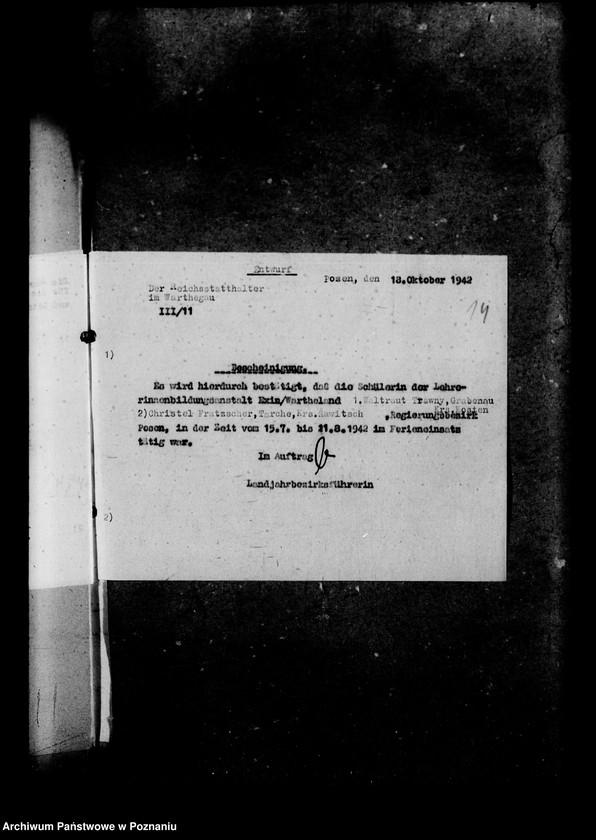 Entwurf
Posen, den 18.Oktober 1942
Der Reichsstatthalter
im Warthegau
III/11
14
1)
Bescheinigung.
Es wird hierdurch bestätigt, daß die Schülerin der Lehre-
rinnenbildungsanstalt Exin/Wartheland 1.Waltraut Trawny,Grabenau
Krs.Kosten
2)Christel Fratzscher,Tarche,Krs.Rawitsch ,Regierungsbezirk
Posen, in der Zeit vom 15.7. bis 21.8.1942 im Ferieneinsatz
tätig war.
Im Auftrag
Landjahrbezirksführerin
2)
Archiwum Państwowe w Poznaniu